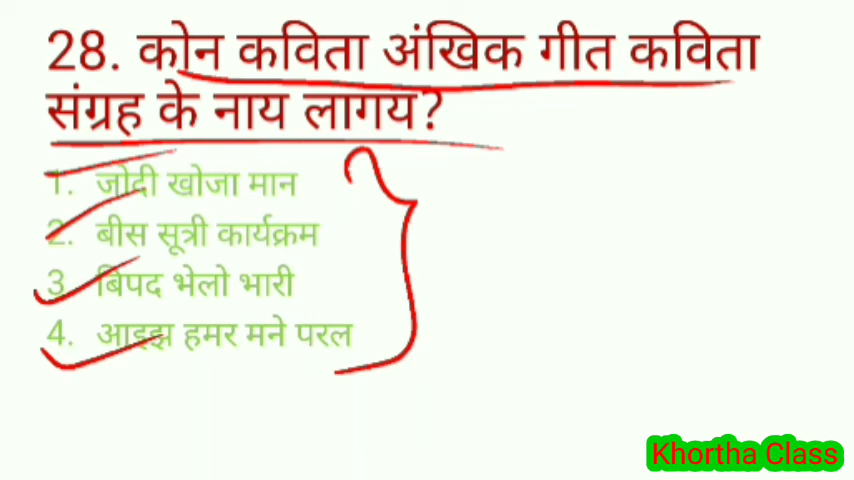 28. कोन कविता अंखिक गीत कविता
संग्रह के नाय लागय?
1. जोदी खोजा मान
2. बीस सूत्री कार्यक्रम
3. बिपद भेलो भारी
4. आइझ हमर मने परल
Khortha Class